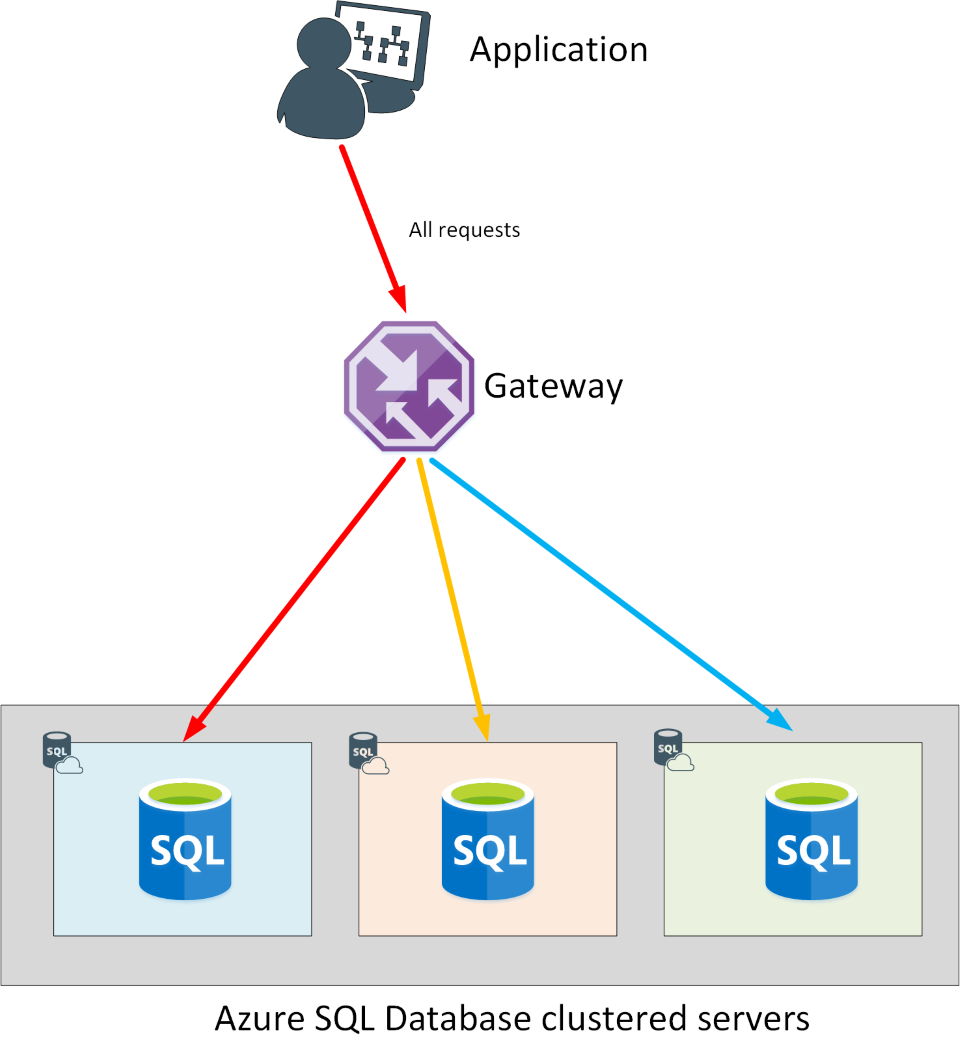 Application
All requests
Gateway
SQL
SQL
SQL
SQL
SQL
SQL
Azure SQL Database clustered servers